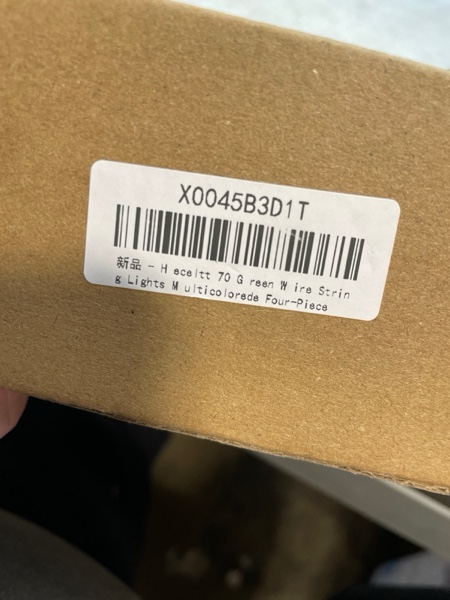 X0045B3D1T
新品 - H eceltt 70 G reen W ire Strin
g Lights M ulticolorede Four-Piece